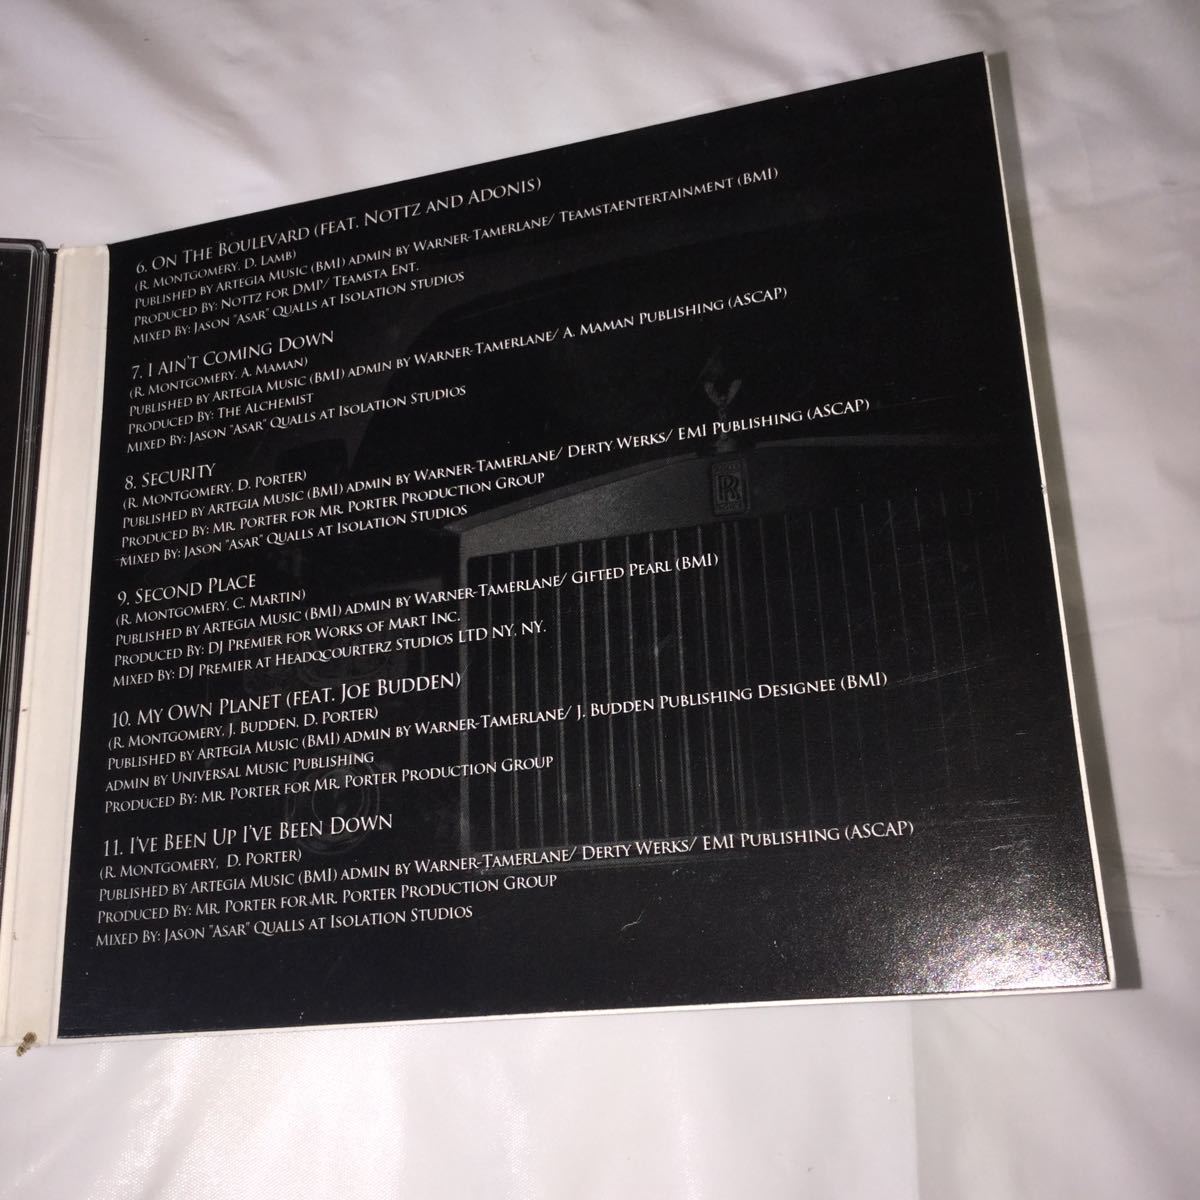 6. On The Boulevard (feat. Nottz and Adonis)
(R. Montgomery, D. Lamb)
Published by Artegia Music (BMI) admin by Warner-Tamerlane/ Teamstaentertainment (BMI)
Produced By: Nottz for DMP/ Teamsta Ent.
Mixed By: Jason "Asar" Qualls at Isolation Studios
7. I Ain't Coming Down
(R. Montgomery, A. Maman)
Published by Artegia Music (BMI) admin by Warner-Tamerlane/ A. Maman Publishing (ASCAP)
Produced By: The Alchemist
Mixed By: Jason "Asar" Qualls at Isolation Studios
8. Security
(R. Montgomery, D. Porter)
Published by Artegia Music (BMI) admin by Warner-Tamerlane/ Derty Werks/ EMI Publishing (ASCAP)
Produced By: Mr. Porter for Mr. Porter Production Group
Mixed By: Jason "Asar" Qualls at Isolation Studios
9. Second Place
(R. Montgomery, C. Martin)
Published by Artegia Music (BMI) admin by Warner-Tamerlane/ Gifted Pearl (BMI)
Produced By: DJ Premier for Works of Mart Inc.
Mixed By: DJ Premier at Headqcourterz Studios LTD NY, NY.
10. My Own Planet (feat. Joe Budden)
(R. Montgomery, J. Budden, D. Porter)
Published by Artegia Music (BMI) admin by Warner-Tamerlane/ J. Budden Publishing Designee (BMI)
admin by Universal Music Publishing
Produced By: Mr. Porter for Mr. Porter Production Group
11. I've Been Up I've Been Down
(R. Montgomery, D. Porter)
Published by Artegia Music (BMI) admin by Warner-Tamerlane/ Derty Werks/ EMI Publishing (ASCAP)
Produced By: Mr. Porter for Mr. Porter Production Group
Mixed By: Jason "Asar" Qualls at Isolation Studios
RR